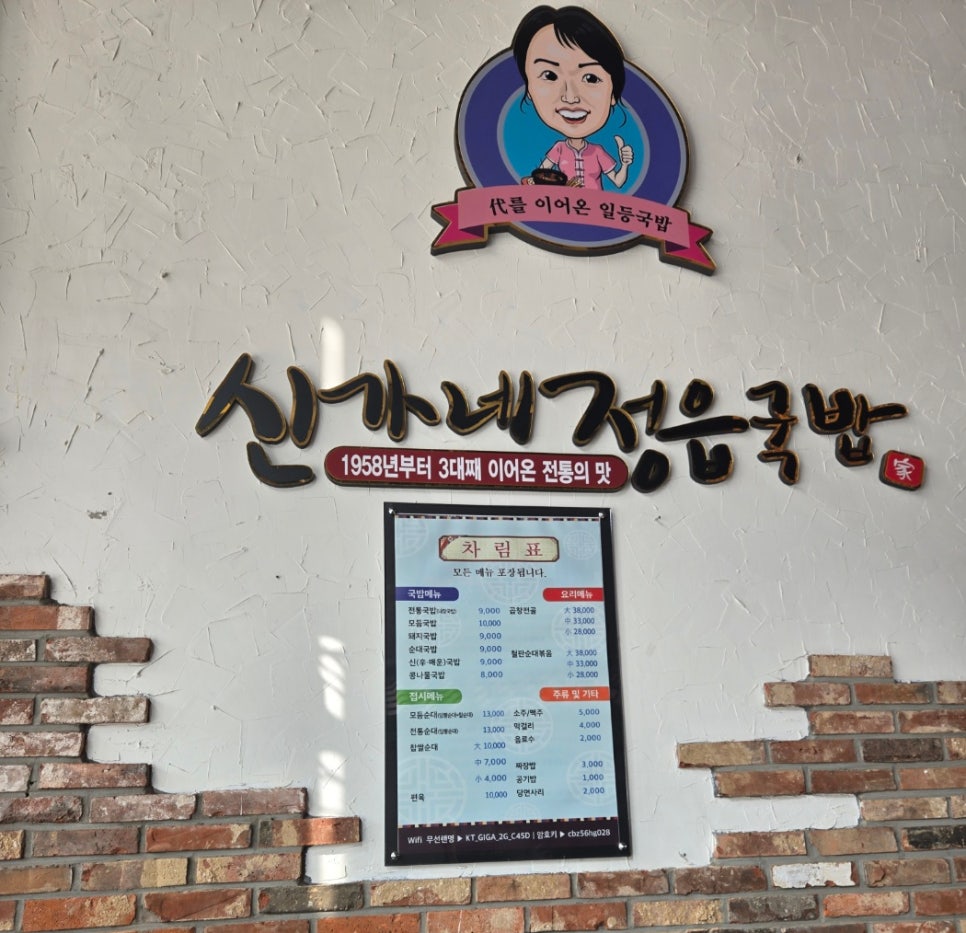 代를 이어온 일등국밥
신가네정읍국밥
家
1958년부터 3대째 이어온 전통의 맛
차림표
모든 메뉴 포장됩니다.
국밥메뉴
전통국밥(내장국밥) 9,000
모듬국밥 10,000
돼지국밥 9,000
순대국밥 9,000
신(辛·매운)국밥 9,000
콩나물국밥 8,000
요리메뉴
곱창전골 大 38,000
中 33,000
小 28,000
철판순대볶음 大 38,000
中 33,000
小 28,000
접시메뉴
모듬순대 13,000
전통순대 13,000
찹쌀순대 大 10,000
中 7,000
小 4,000
편육 10,000
주류 및 기타
소주/맥주 5,000
막걸리 4,000
음료수 2,000
짜장밥 3,000
공기밥 1,000
당면사리 2,000
Wifi 무선랜명 ▶ KT_GIGA_2G_C45D | 암호키 ▶ cbz56hg028